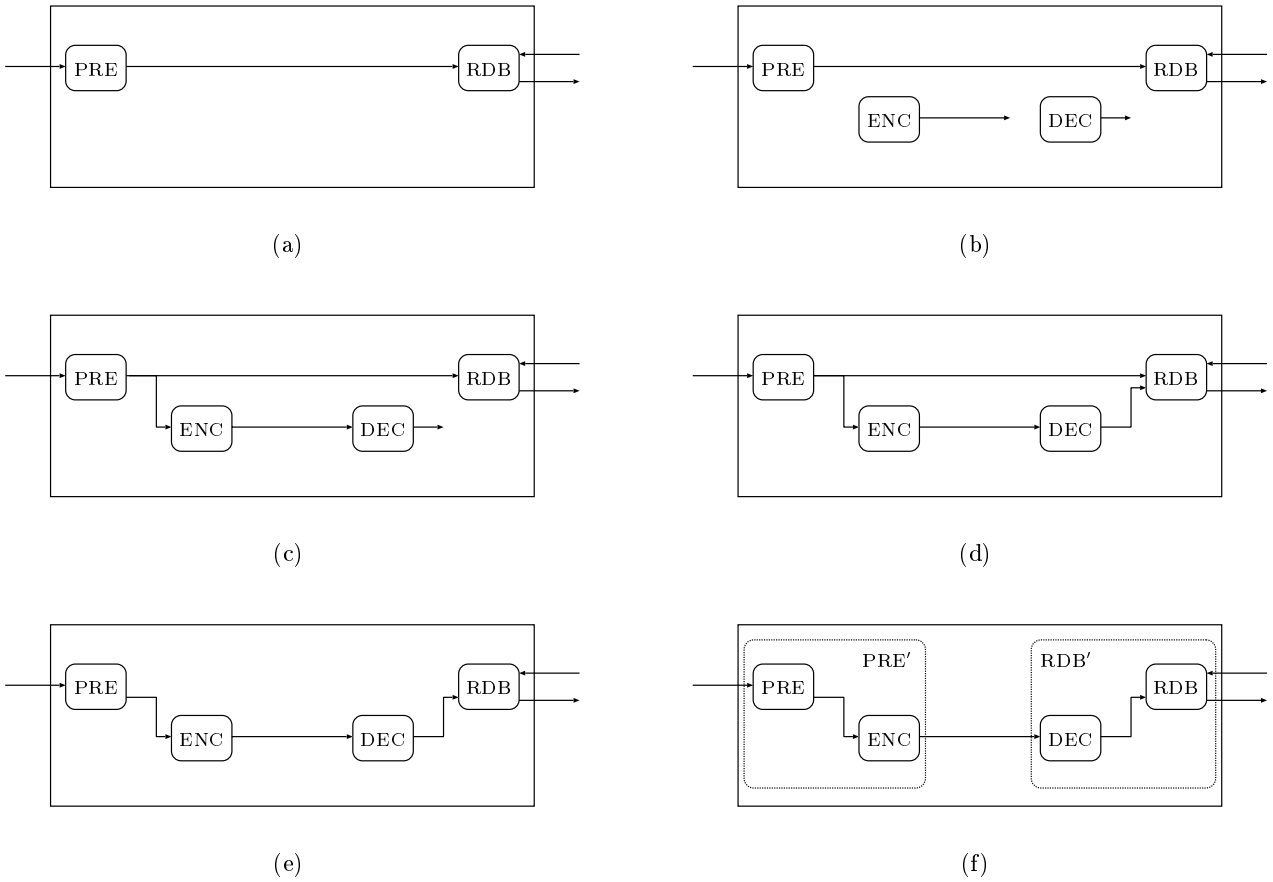 PRE RDB
PRE RDB
ENC DEC
(a) (b)
PRE RDB
ENC DEC
PRE RDB
ENC DEC
(c) (d)
PRE RDB
ENC DEC
PRE′ RDB′
PRE RDB
ENC DEC
(e) (f)